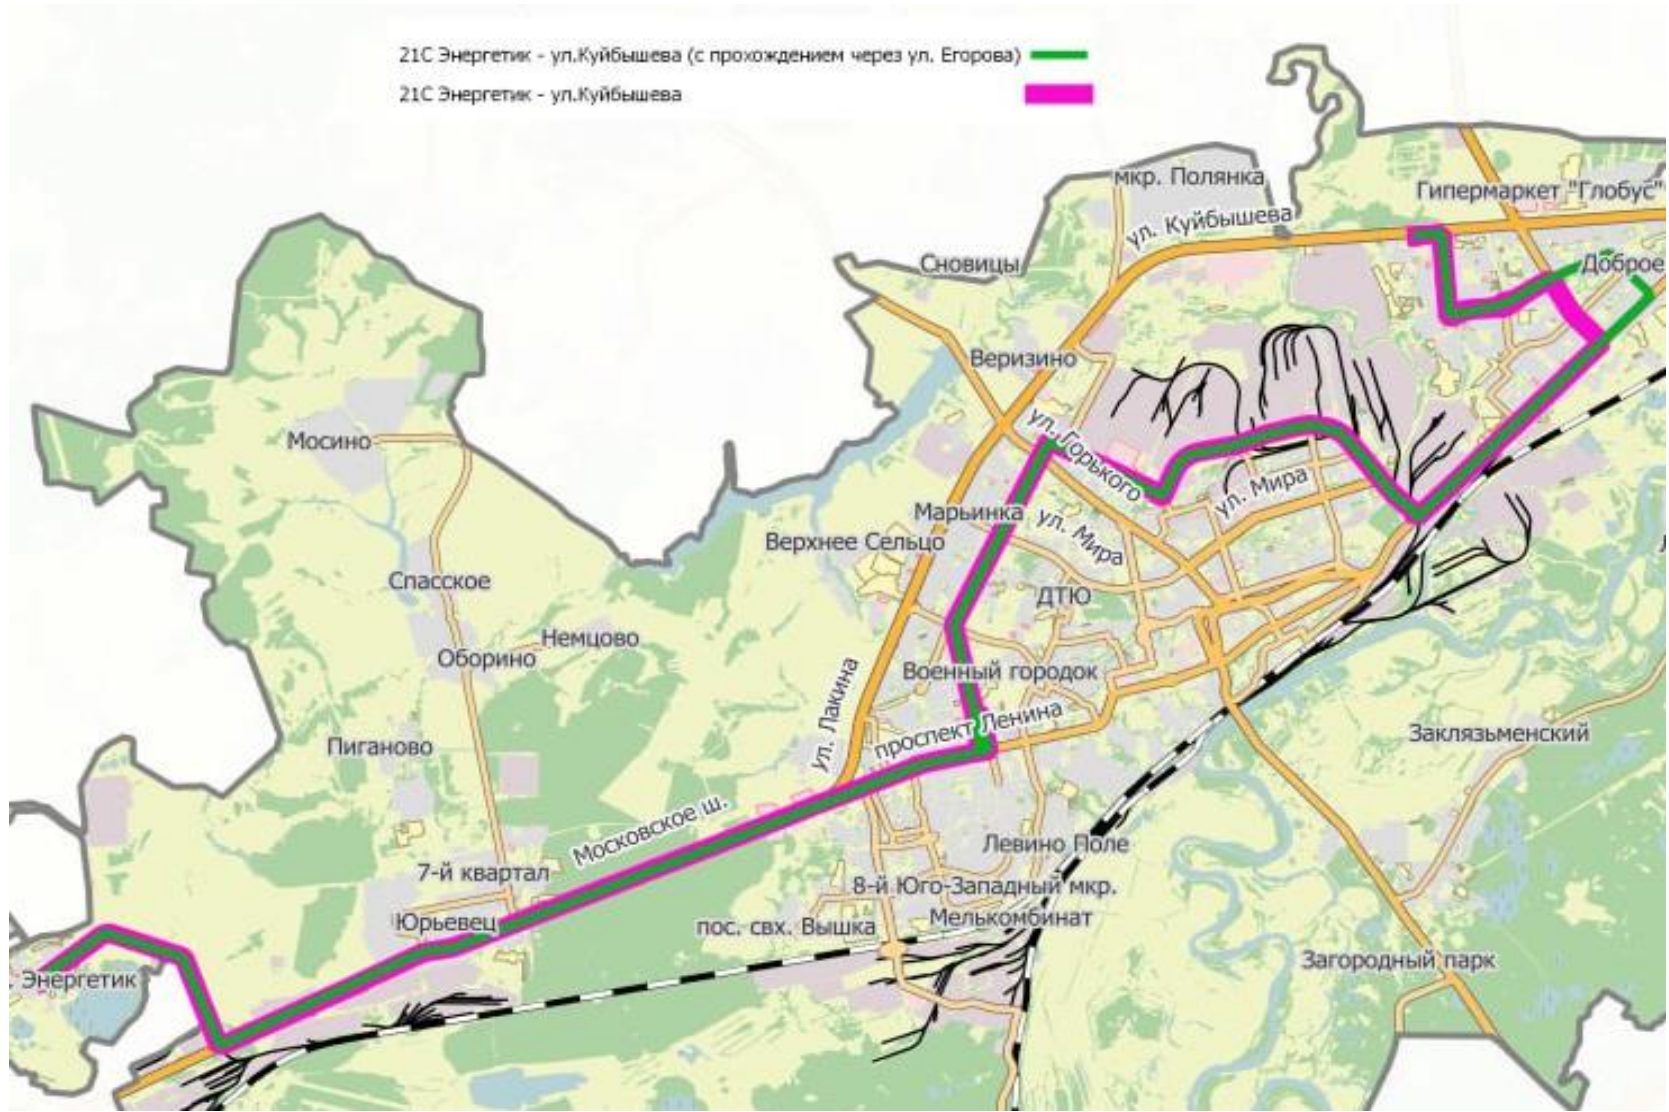 21С Энергетик - ул.Куйбышева (с прохождением через ул. Егорова)
21С Энергетик - ул.Куйбышева
мкр. Полянка
Гипермаркет "Глобус"
ул. Куйбышева
Сновицы
Доброе
Веризино
ул. Горького
Мосино
ул. Мира
Марьинка
ул. Мира
Верхнее Сельцо
Спасское
ДТЮ
Немцово
Оборино
Военный городок
ул. Лакина
проспект Ленина
Заклязьменский
Пиганово
Московское ш.
Левино Поле
7-й квартал
8-й Юго-Западный мкр.
Юрьевец
Мелькомбинат
пос. свх. Вышка
Загородный парк
Энергетик